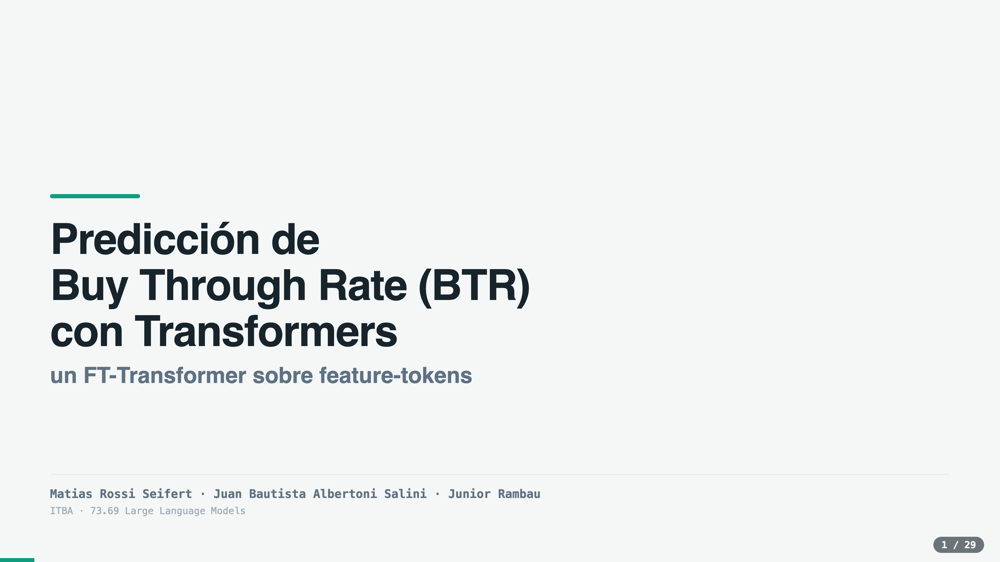 Predicción de
Buy Through Rate (BTR)
con Transformers
un FT-Transformer sobre feature-tokens
Matias Rossi Seifert · Juan Bautista Albertoni Salini · Junior Rambau
ITBA · 73.69 Large Language Models
1 / 29